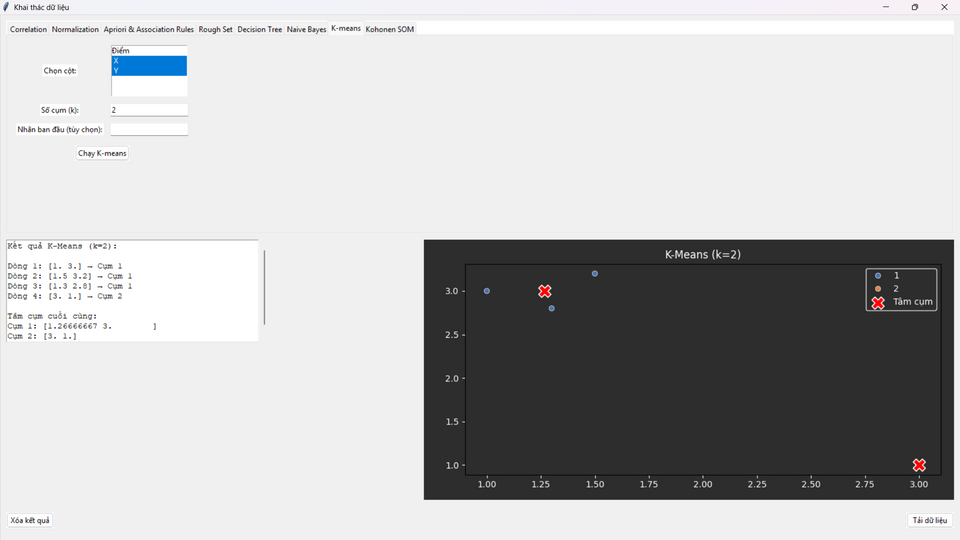 Khai thác dữ liệu
Correlation Normalization Apriori & Association Rules Rough Set Decision Tree Naive Bayes K-means Kohonen SOM
Điểm
X
Y
Chọn cột:
Số cụm (k): 2
Nhãn ban đầu (tùy chọn):
Chạy K-means
Kết quả K-Means (k=2):
Dòng 1: [1. 3.] → Cụm 1
Dòng 2: [1.5 3.2] → Cụm 1
Dòng 3: [1.3 2.8] → Cụm 1
Dòng 4: [3. 1.] → Cụm 2
Tâm cụm cuối cùng:
Cụm 1: [1.26666667 3.        ]
Cụm 2: [3. 1.]
K-Means (k=2)
1
2
Tâm cụm
3.0
2.5
2.0
1.5
1.0
1.00 1.25 1.50 1.75 2.00 2.25 2.50 2.75 3.00
Xóa kết quả
Tải dữ liệu